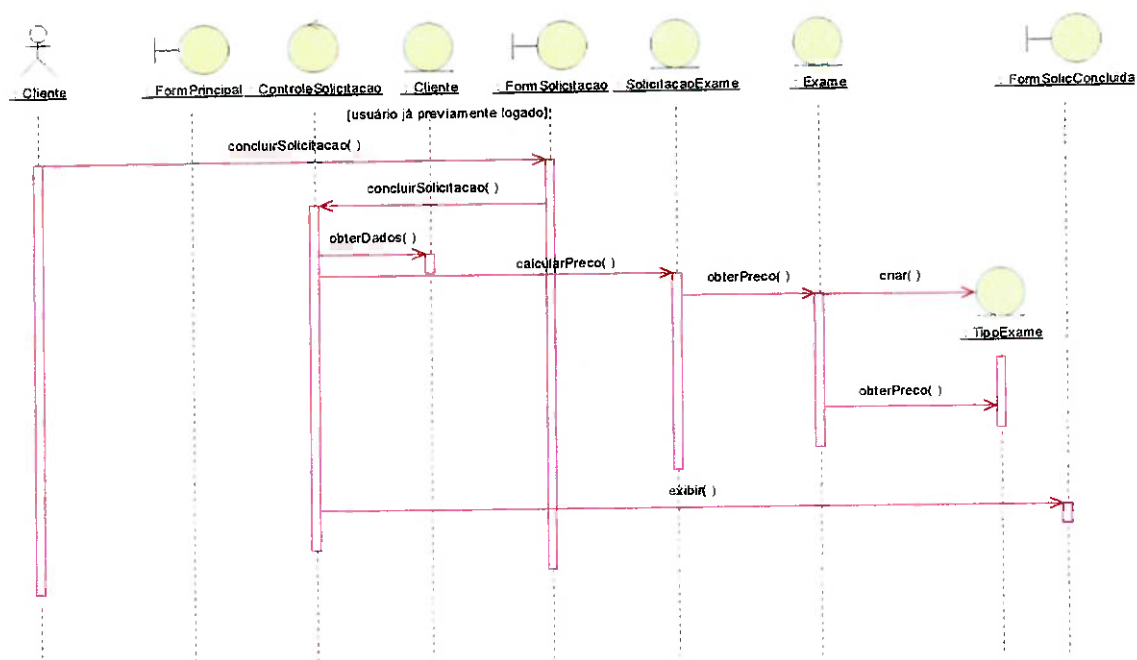 : Cliente
: FormPrincipal
: ControleSolicitacao
: Cliente
: FormSolicitacao
: SolicitacaoExame
: Exame
: FormSolicConcluida
[usuário já previamente logado]
concluirSolicitacao( )
concluirSolicitacao( )
obterDados( )
calcularPreco( )
obterPreco( )
criar( )
: TipoExame
obterPreco( )
exibir( )